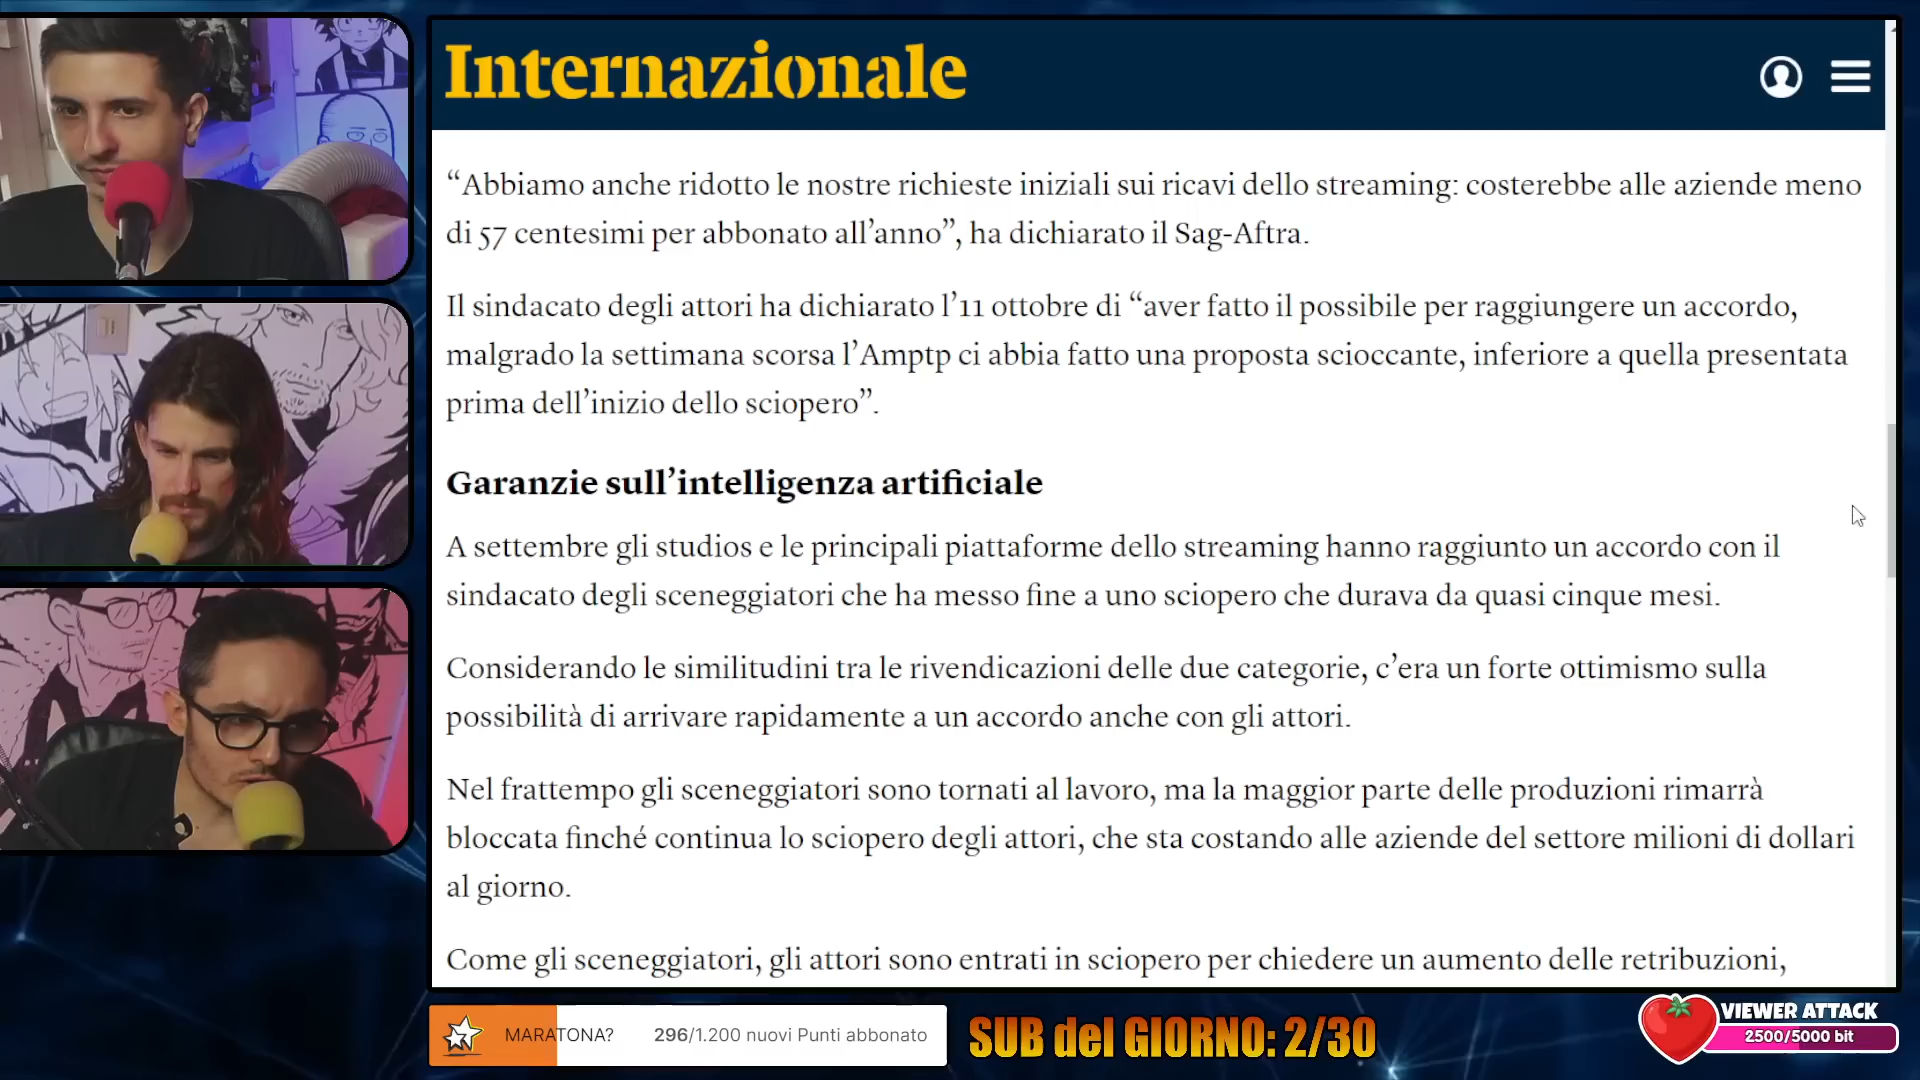 Internazionale
“Abbiamo anche ridotto le nostre richieste iniziali sui ricavi dello streaming: costerebbe alle aziende meno
di 57 centesimi per abbonato all’anno”, ha dichiarato il Sag-Aftra.
Il sindacato degli attori ha dichiarato l’11 ottobre di “aver fatto il possibile per raggiungere un accordo,
malgrado la settimana scorsa l’Amptp ci abbia fatto una proposta scioccante, inferiore a quella presentata
prima dell’inizio dello sciopero”.
Garanzie sull’intelligenza artificiale
A settembre gli studios e le principali piattaforme dello streaming hanno raggiunto un accordo con il
sindacato degli sceneggiatori che ha messo fine a uno sciopero che durava da quasi cinque mesi.
Considerando le similitudini tra le rivendicazioni delle due categorie, c’era un forte ottimismo sulla
possibilità di arrivare rapidamente a un accordo anche con gli attori.
Nel frattempo gli sceneggiatori sono tornati al lavoro, ma la maggior parte delle produzioni rimarrà
bloccata finché continua lo sciopero degli attori, che sta costando alle aziende del settore milioni di dollari
al giorno.
Come gli sceneggiatori, gli attori sono entrati in sciopero per chiedere un aumento delle retribuzioni,
MARATONA? 296/1.200 nuovi Punti abbonato
SUB del GIORNO: 2/30
VIEWER ATTACK
2500/5000 bit